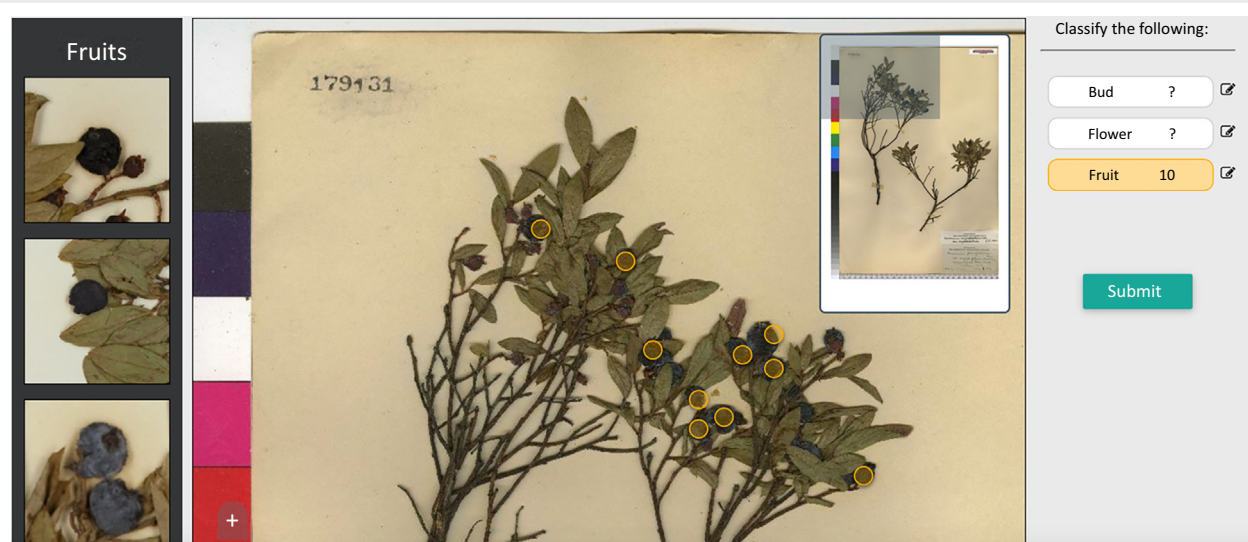 Fruits
179131
+
Classify the following:
Bud ?
Flower ?
Fruit 10
Submit